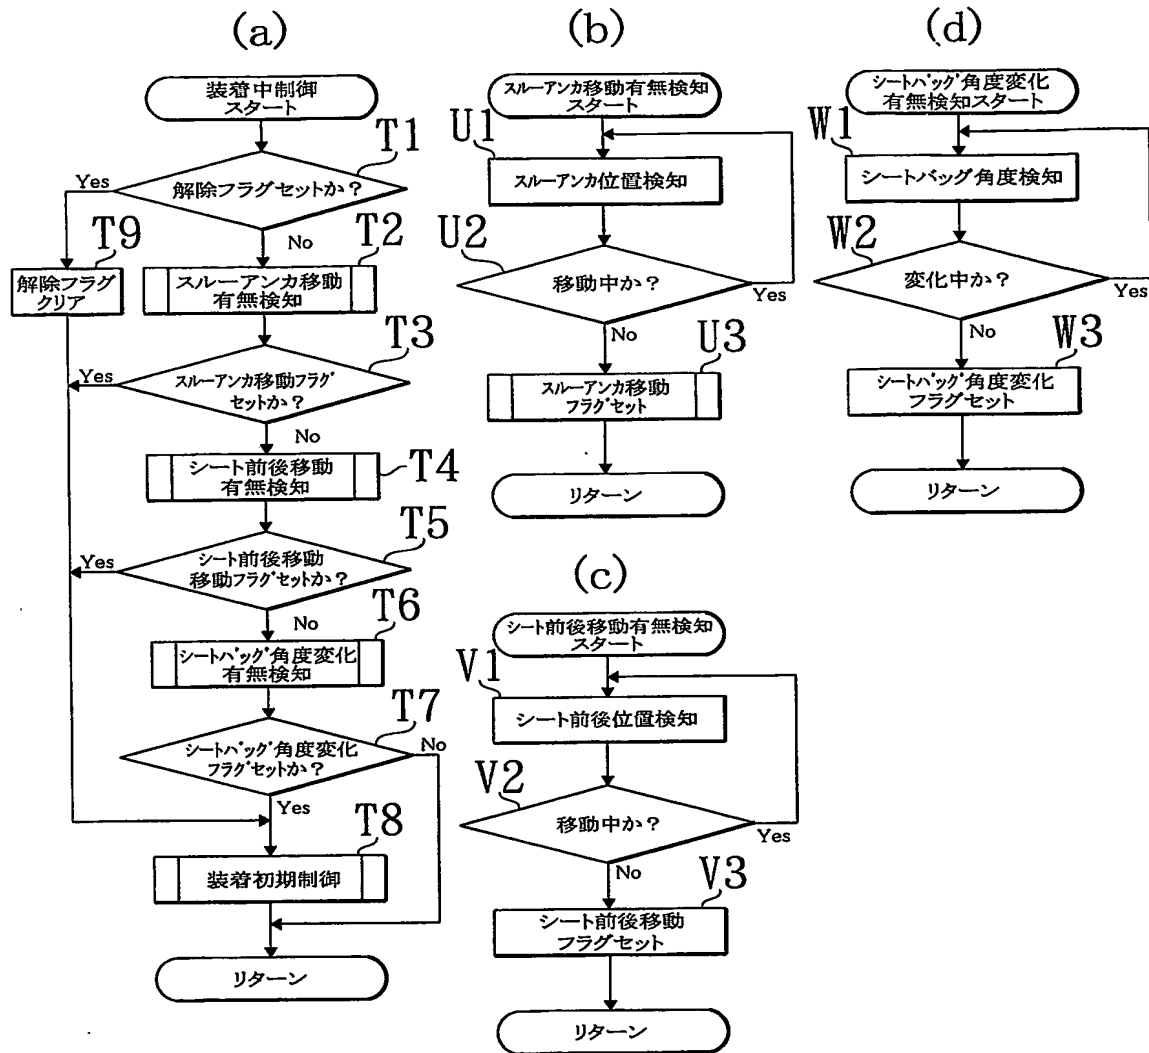 (a)
装着中制御
スタート
T1
解除フラグセットか?
Yes
No
T9
解除フラグ
クリア
T2
スルーアンカ移動
有無検知
T3
スルーアンカ移動フラグ
セットか?
Yes
No
シート前後移動
有無検知
T4
T5
シート前後移動
移動フラグセットか?
Yes
No
T6
シートバッグ角度変化
有無検知
T7
シートバッグ角度変化
フラグセットか?
No
Yes
T8
装着初期制御
リターン
(b)
スルーアンカ移動有無検知
スタート
U1
スルーアンカ位置検知
U2
移動中か?
Yes
No
U3
スルーアンカ移動
フラグセット
リターン
(c)
シート前後移動有無検知
スタート
V1
シート前後位置検知
V2
移動中か?
Yes
No
V3
シート前後移動
フラグセット
リターン
(d)
シートバッグ角度変化
有無検知スタート
W1
シートバッグ角度検知
W2
変化中か?
Yes
No
W3
シートバッグ角度変化
フラグセット
リターン